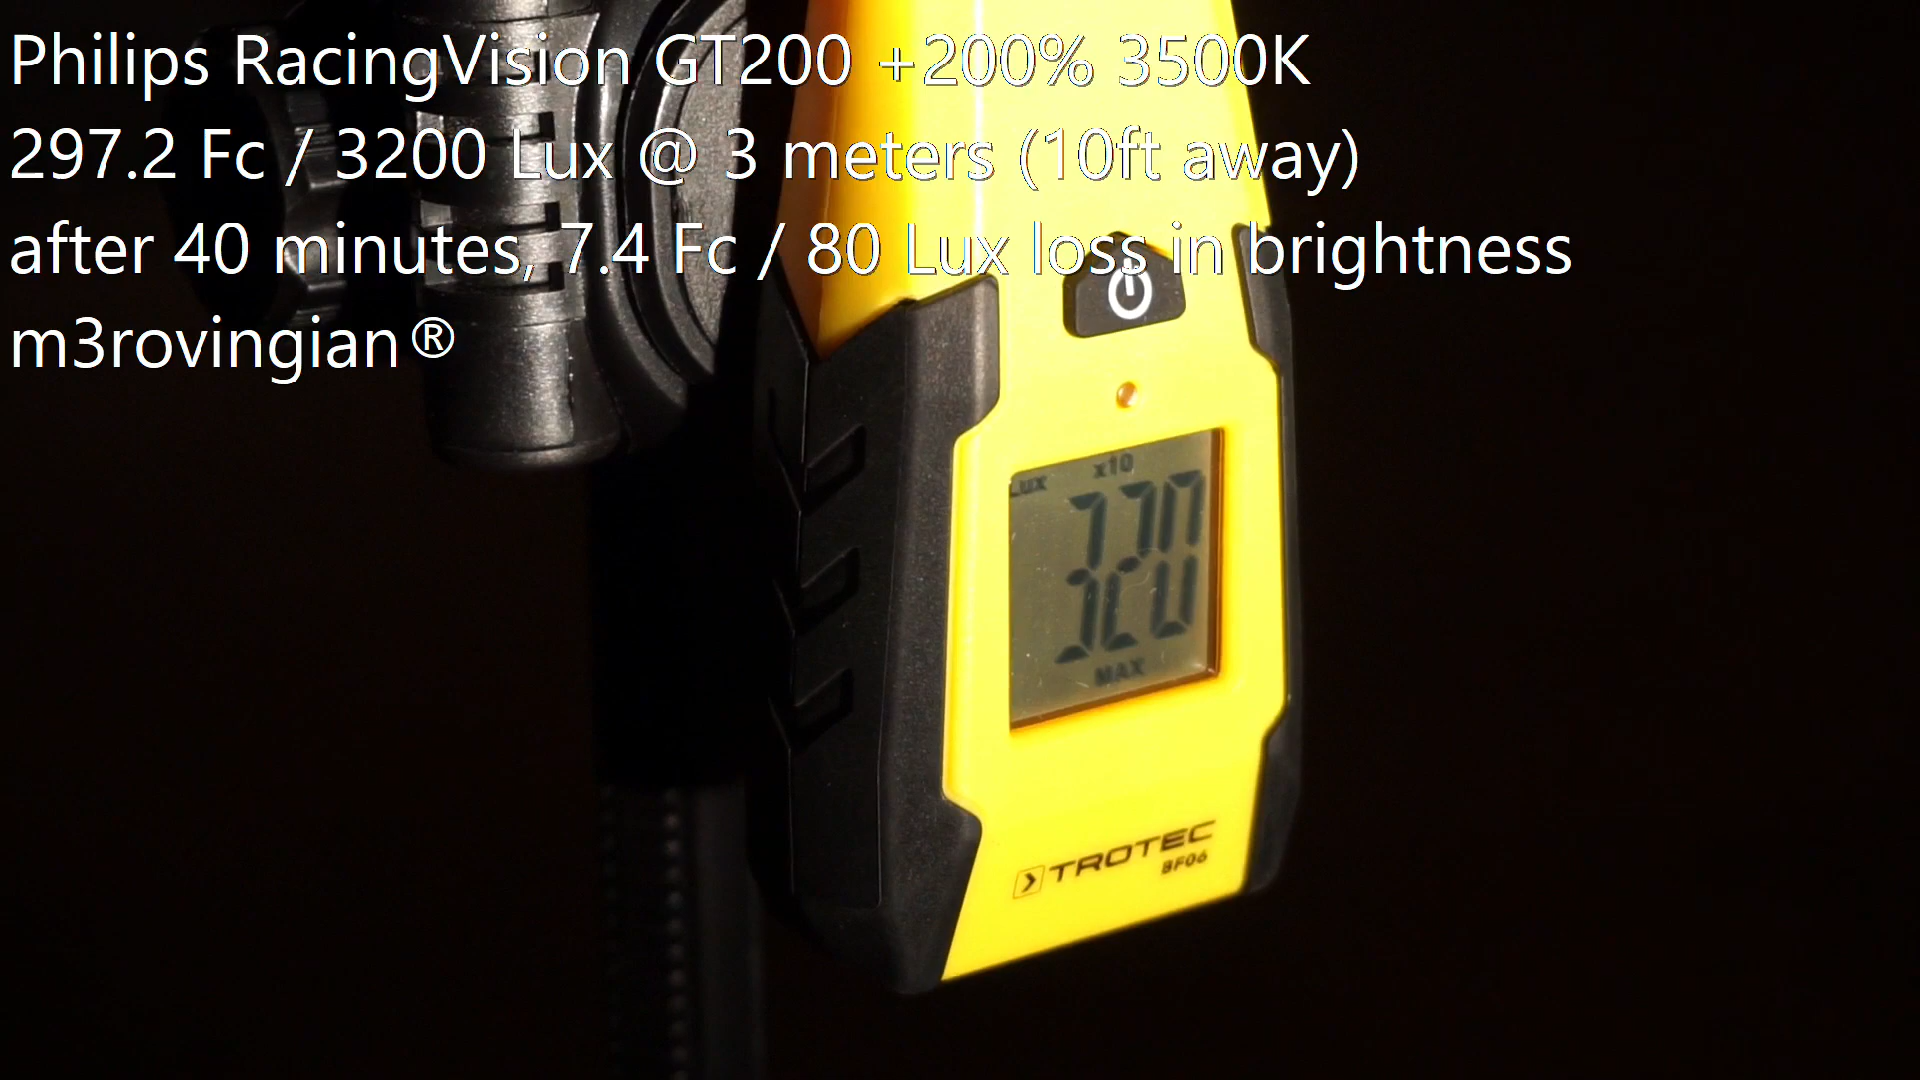 Philips RacingVision GT200 +200% 3500K
297.2 Fc / 3200 Lux @ 3 meters (10ft away)
after 40 minutes, 7.4 Fc / 80 Lux loss in brightness
m3rovingian®
x10
LUX
320
MAX
TROTEC
BF06